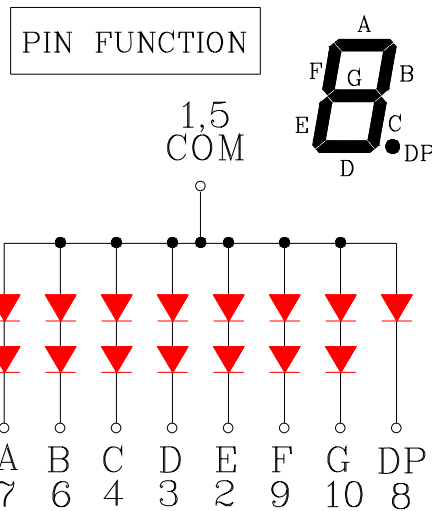 PIN FUNCTION
A
F
G
B
E
C
D
DP
1,5
COM
A B C D E F G DP
7 6 4 3 2 9 10 8